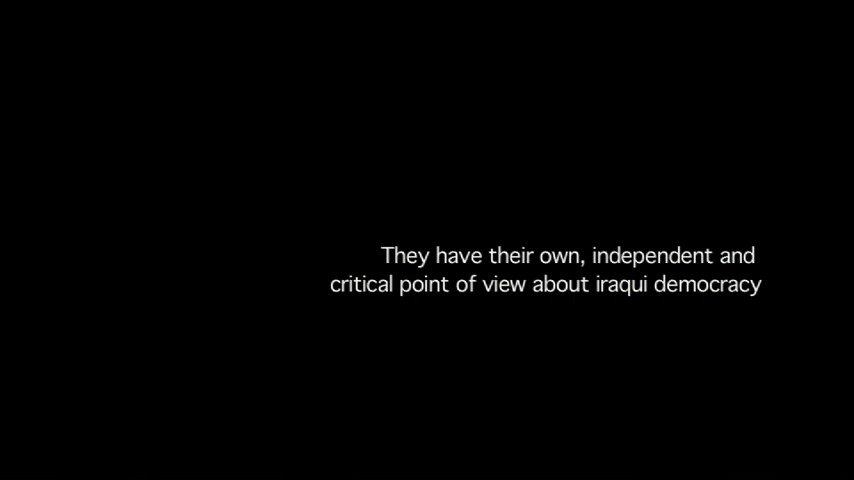 They have their own, independent and
critical point of view about iraqui democracy